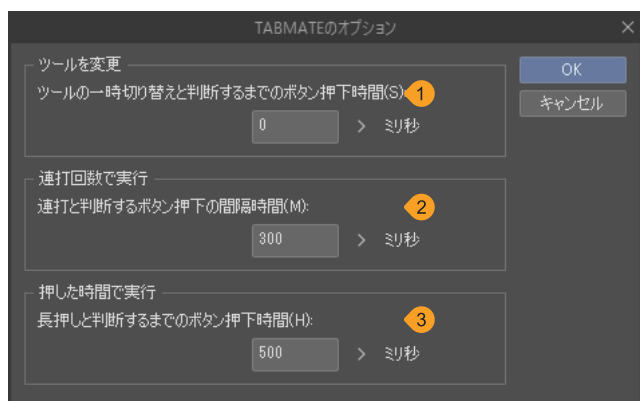 TABMATEのオプション
ツールを変更
ツールの一時切り替えと判断するまでのボタン押下時間(S): 1
0 > ミリ秒
連打回数で実行
連打と判断するボタン押下の間隔時間(M): 2
300 > ミリ秒
押した時間で実行
長押しと判断するまでのボタン押下時間(H): 3
500 > ミリ秒
OK
キャンセル